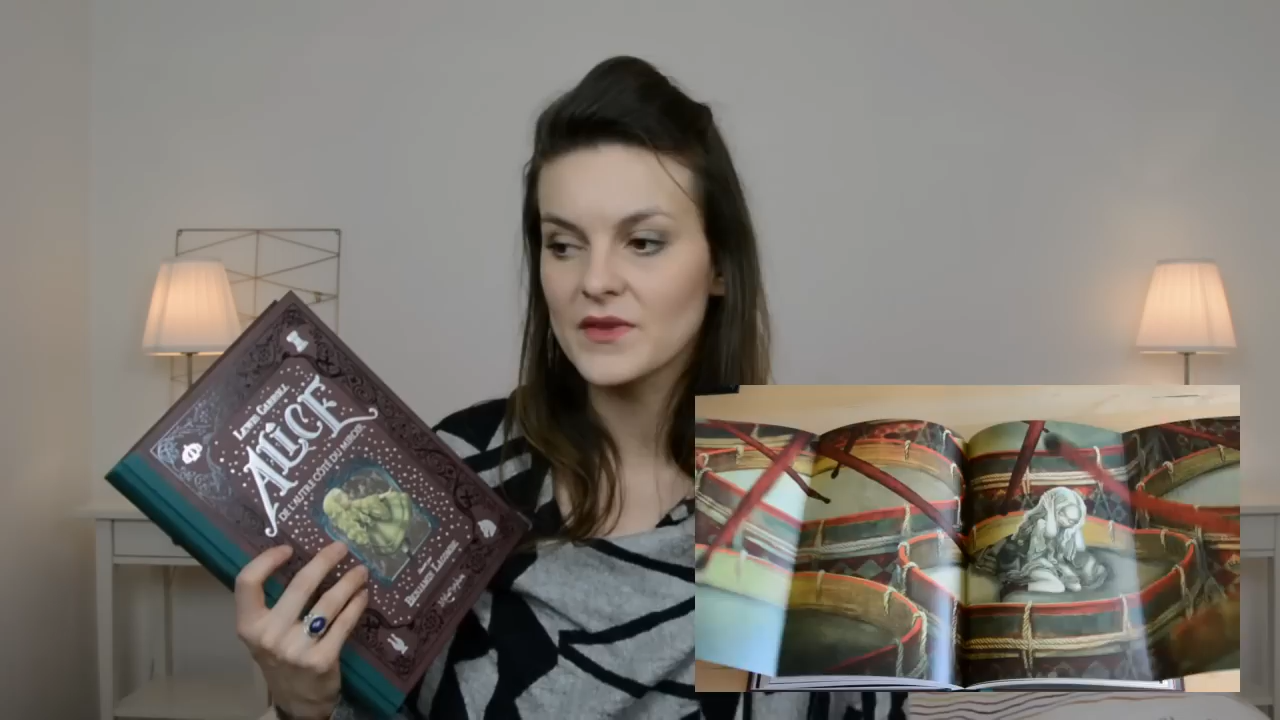 LEWIS CARROLL
ALICE
DE L'AUTRE CÔTÉ DU MIROIR
BENJAMIN LACOMBE